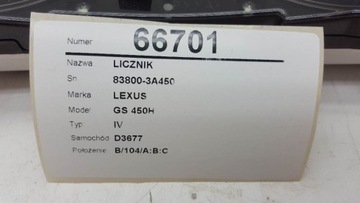 Numer 66701
Nazwa LICZNIK
Sn 83800-3A450
Marka LEXUS
Model GS 450H
Typ IV
Samochód D3677
Położenie B/104/A:B:C